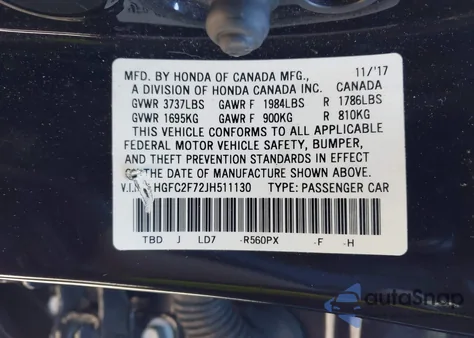 MFD. BY HONDA OF CANADA MFG., 11/'17
A DIVISION OF HONDA CANADA INC. CANADA
GVWR 3737LBS GAWR F 1984LBS R 1786LBS
GVWR 1695KG GAWR F 900KG R 810KG
THIS VEHICLE CONFORMS TO ALL APPLICABLE
FEDERAL MOTOR VEHICLE SAFETY, BUMPER,
AND THEFT PREVENTION STANDARDS IN EFFECT
THE DATE OF MANUFACTURE SHOWN ABOVE.
HGFC2F72JH511130 TYPE: PASSENGER CAR
TBD J LD7 -R560PX -F -H
autoSnap